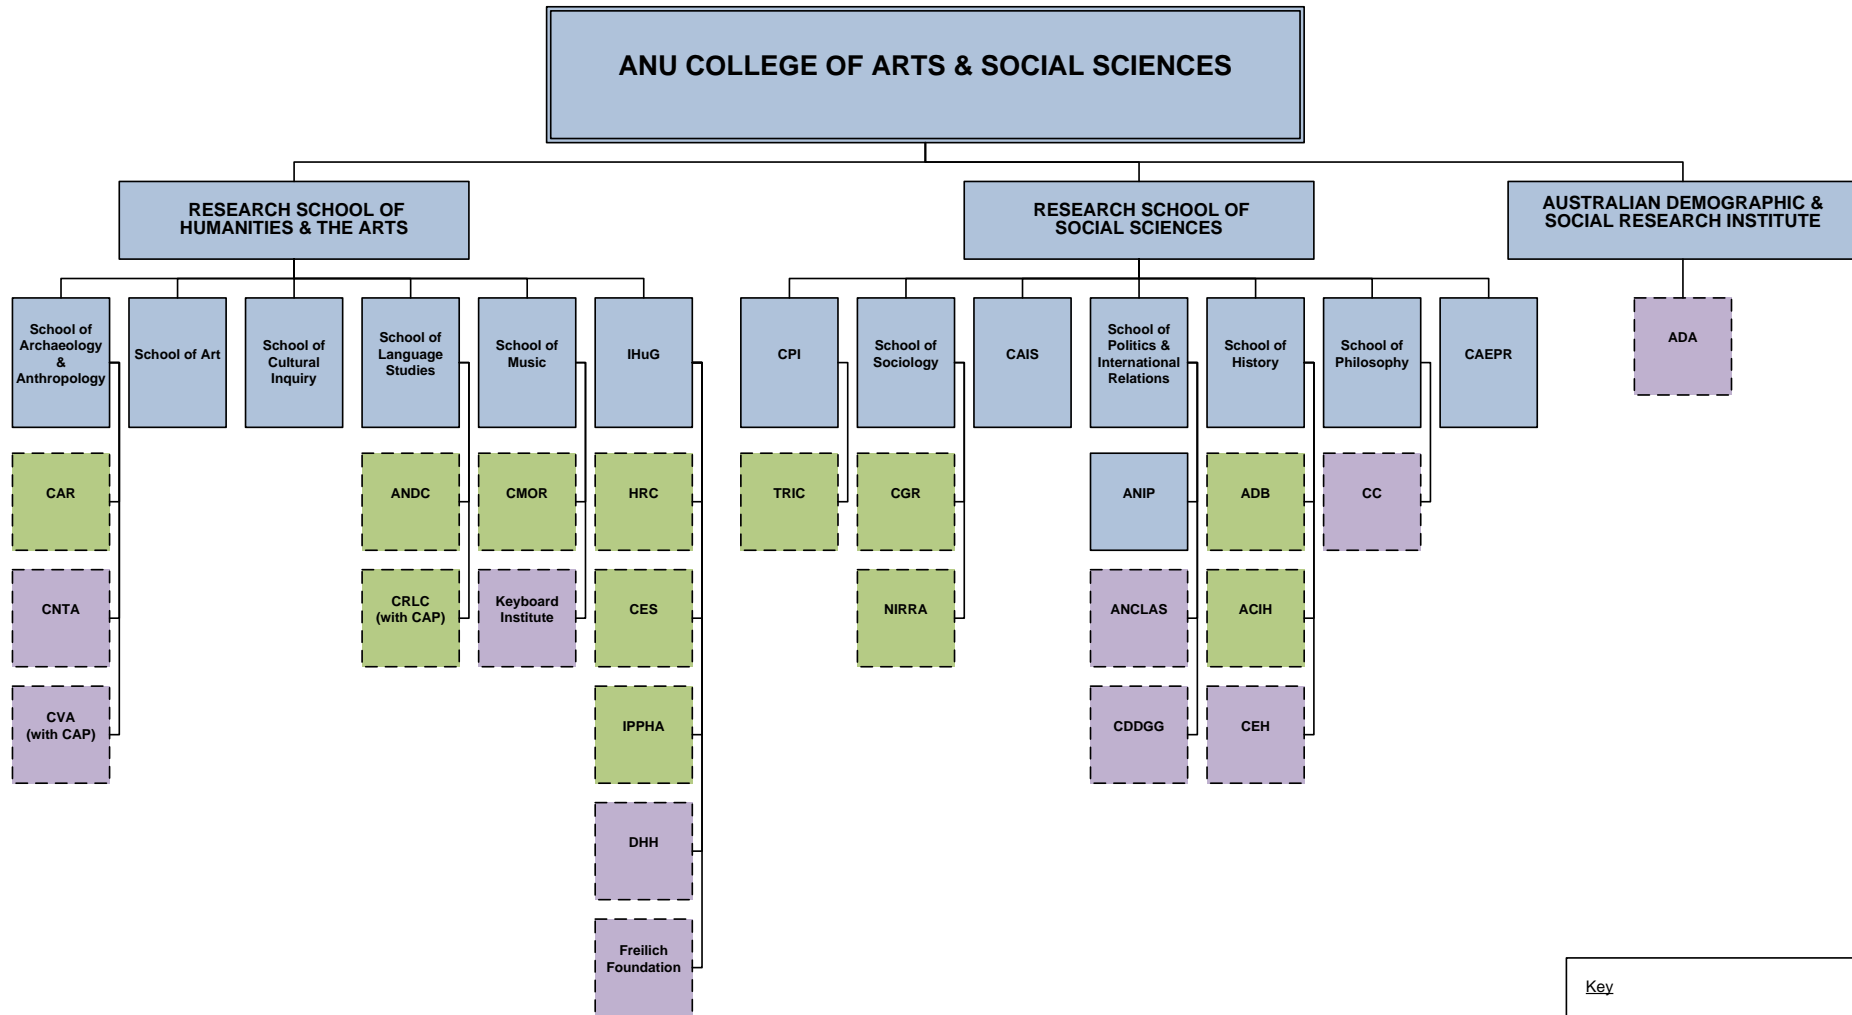 ANU COLLEGE OF ARTS & SOCIAL SCIENCES
RESEARCH SCHOOL OF
HUMANITIES & THE ARTS
RESEARCH SCHOOL OF
SOCIAL SCIENCES
AUSTRALIAN DEMOGRAPHIC &
SOCIAL RESEARCH INSTITUTE
School of
Archaeology
&
Anthropology
School of Art
School of
Cultural
Inquiry
School of
Language
Studies
School of
Music
IHuG
CPI
School of
Sociology
CAIS
School of
Politics &
International
Relations
School of
History
School of
Philosophy
CAEPR
ADA
CAR
ANDC
CMOR
HRC
TRIC
CGR
ANIP
ADB
CC
CNTA
CRLC
(with CAP)
Keyboard
Institute
CES
NIRRA
ANCLAS
ACIH
CVA
(with CAP)
IPPHA
CDDGG
CEH
DHH
Freilich
Foundation
Key